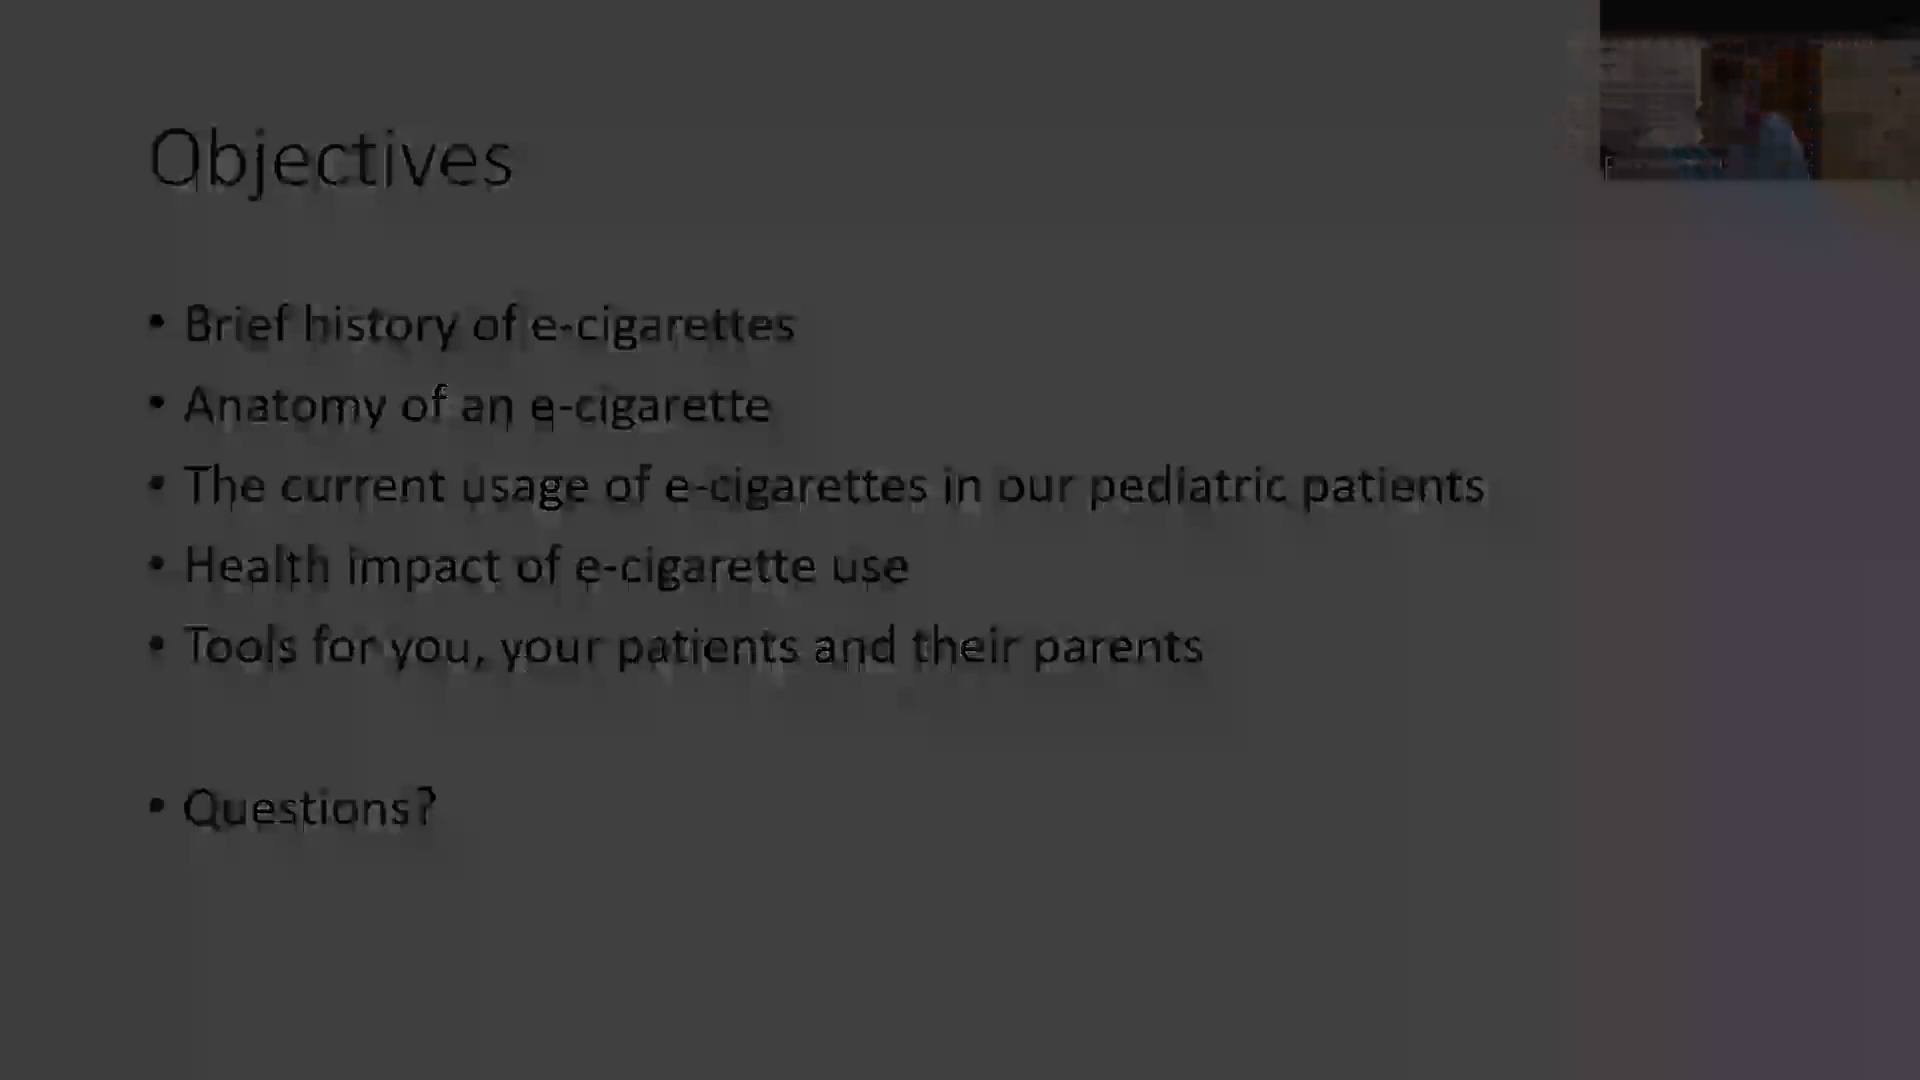 Objectives
• Brief history of e-cigarettes
• Anatomy of an e-cigarette
• The current usage of e-cigarettes in our pediatric patients
• Health impact of e-cigarette use
• Tools for you, your patients and their parents
• Questions?